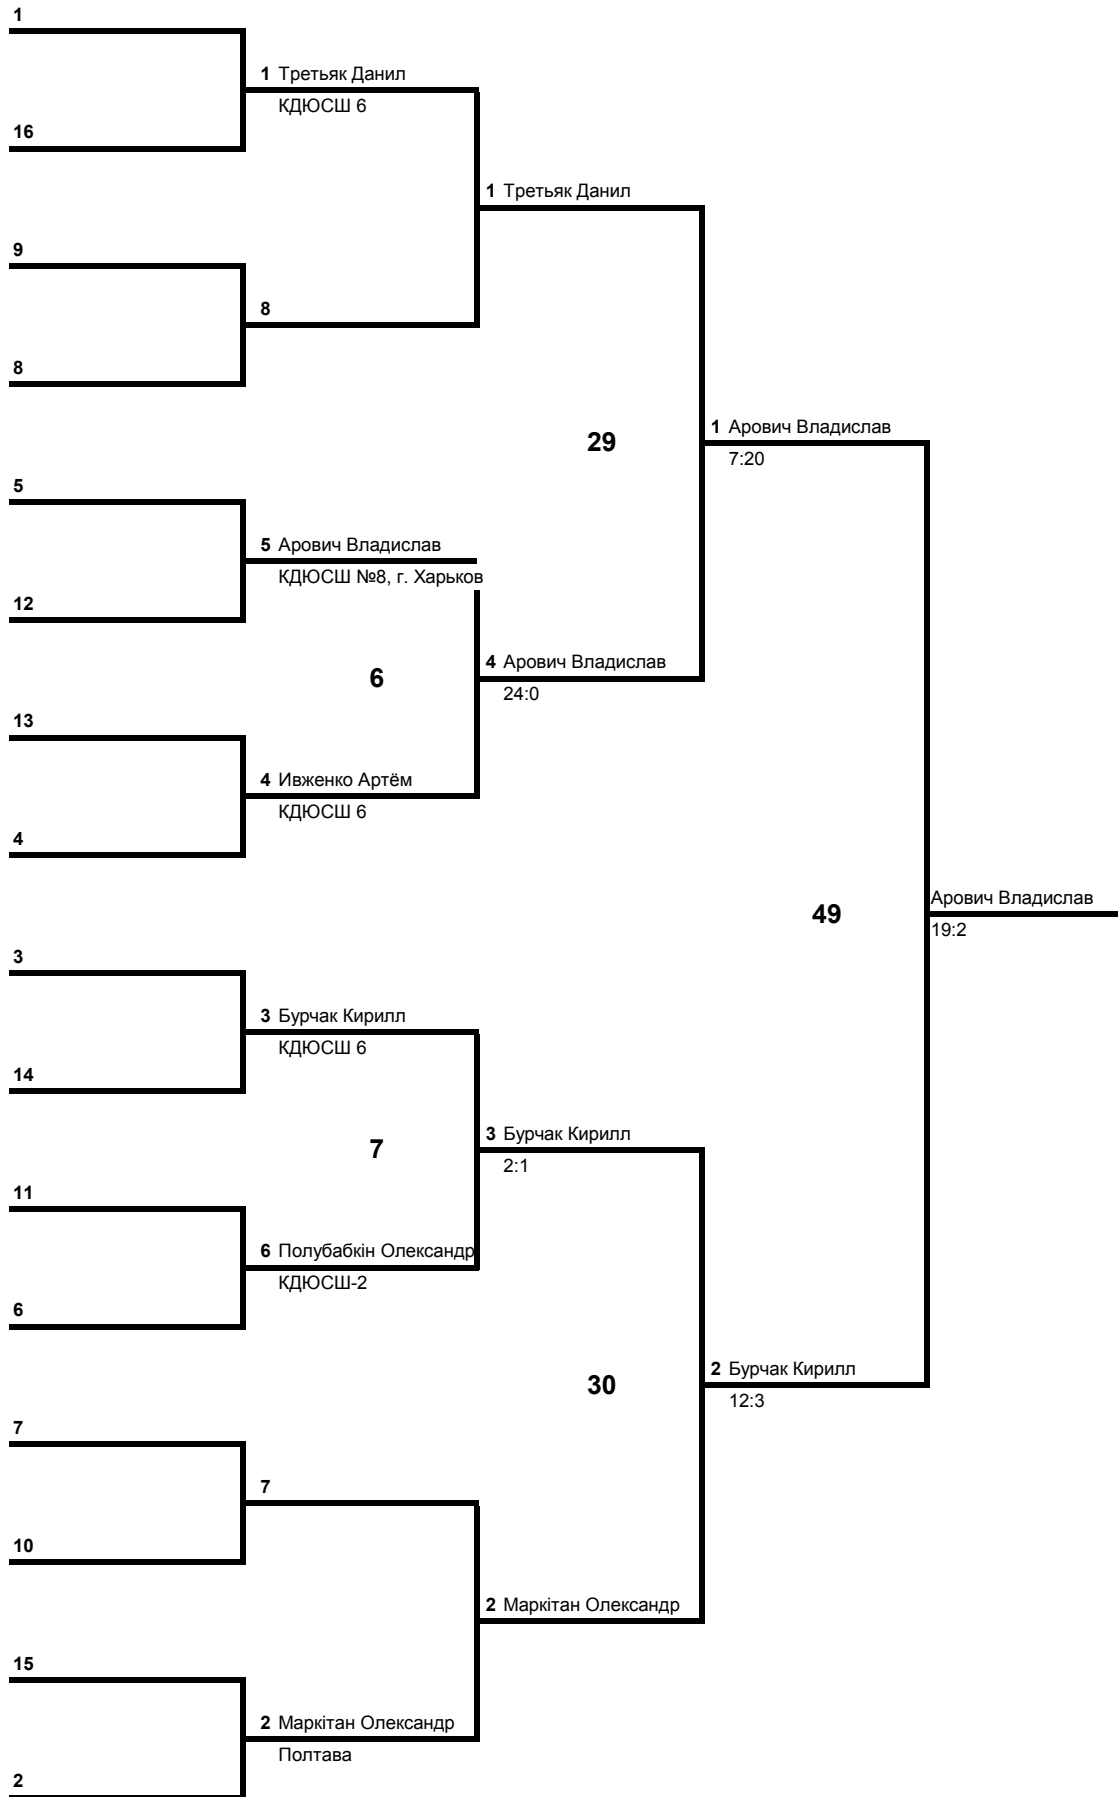 1
1 Третьяк Данил
КДЮСШ 6
16
1 Третьяк Данил
9
8
8
1 Арович Владислав
29
7:20
5
5 Арович Владислав
КДЮСШ №8, г. Харьков
12
4 Арович Владислав
6
24:0
13
4 Ивженко Артём
КДЮСШ 6
4
Арович Владислав
49
19:2
3
3 Бурчак Кирилл
КДЮСШ 6
14
3 Бурчак Кирилл
7
2:1
11
6 Полубабкін Олександр
КДЮСШ-2
6
2 Бурчак Кирилл
30
12:3
7
7
10
2 Маркітан Олександр
15
2 Маркітан Олександр
Полтава
2